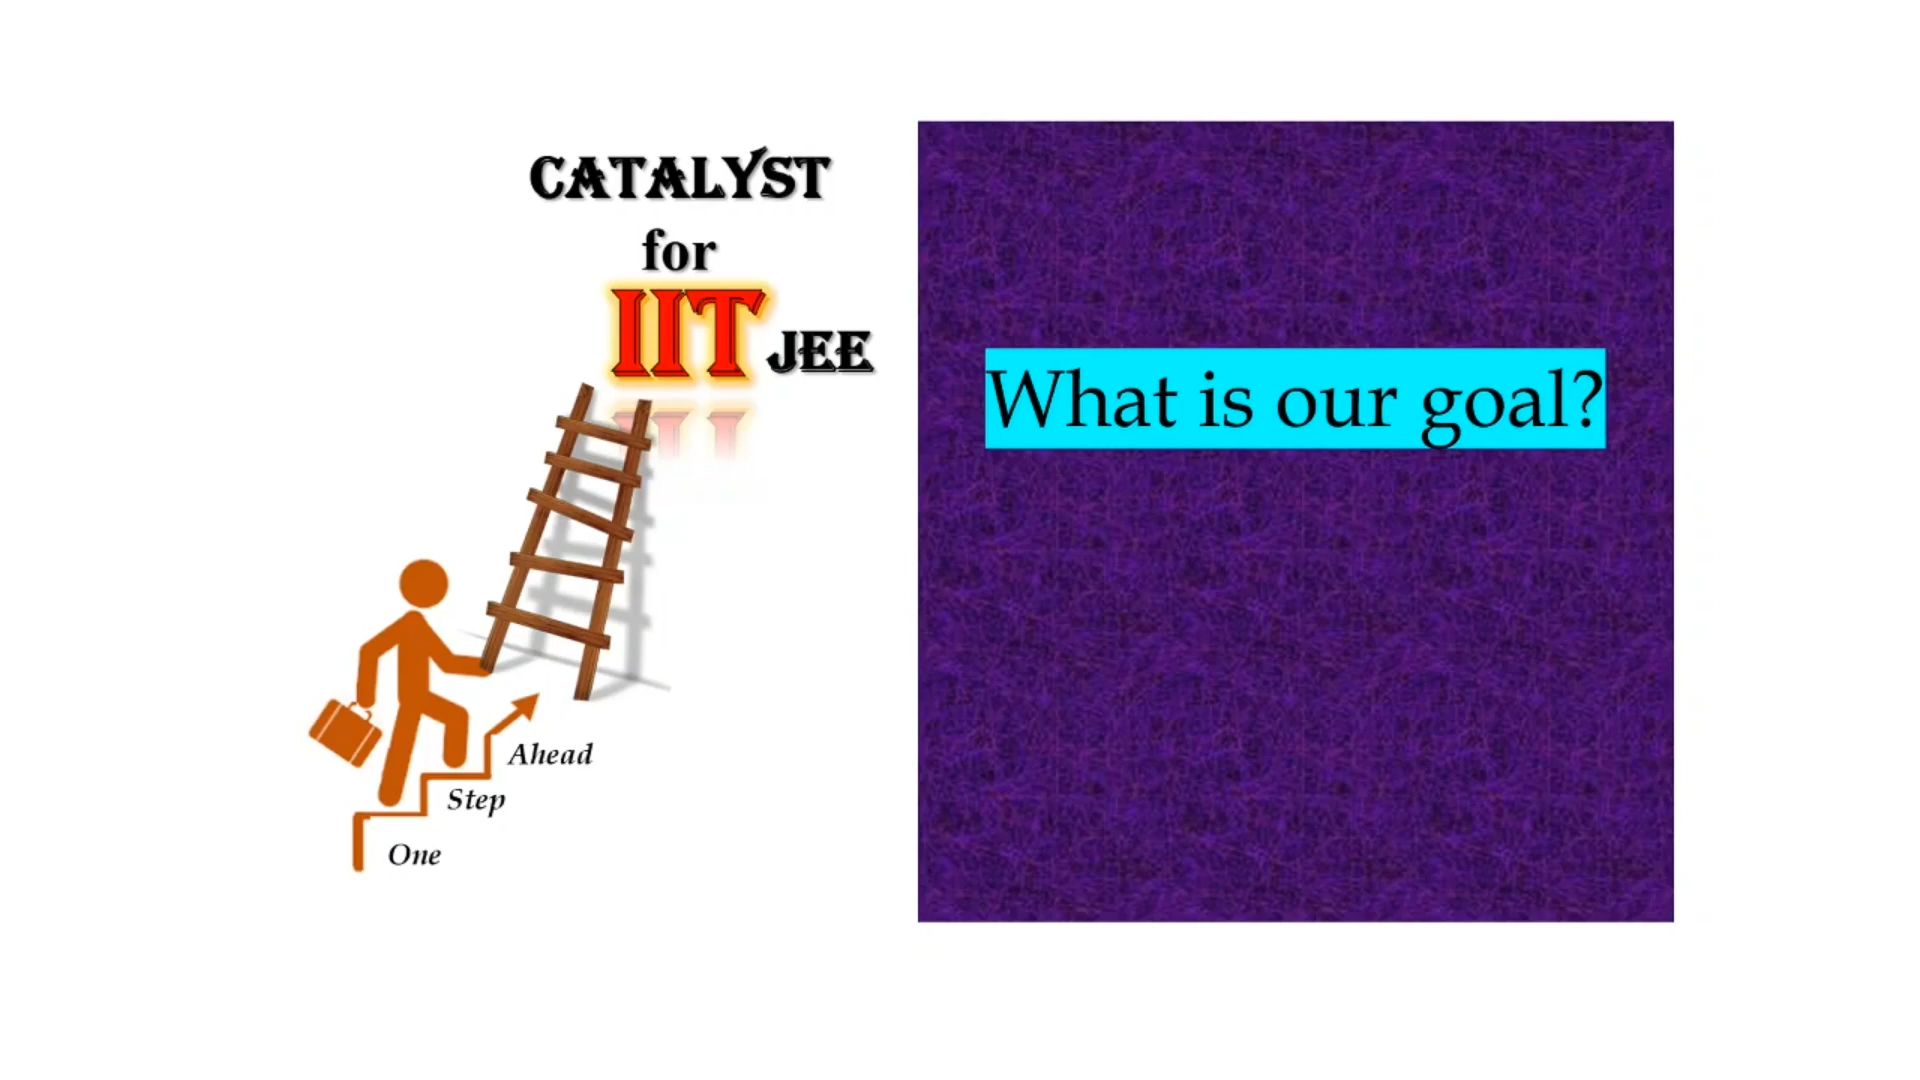 CATALYST
for
IIT JEE
Ahead
Step
One
What is our goal?